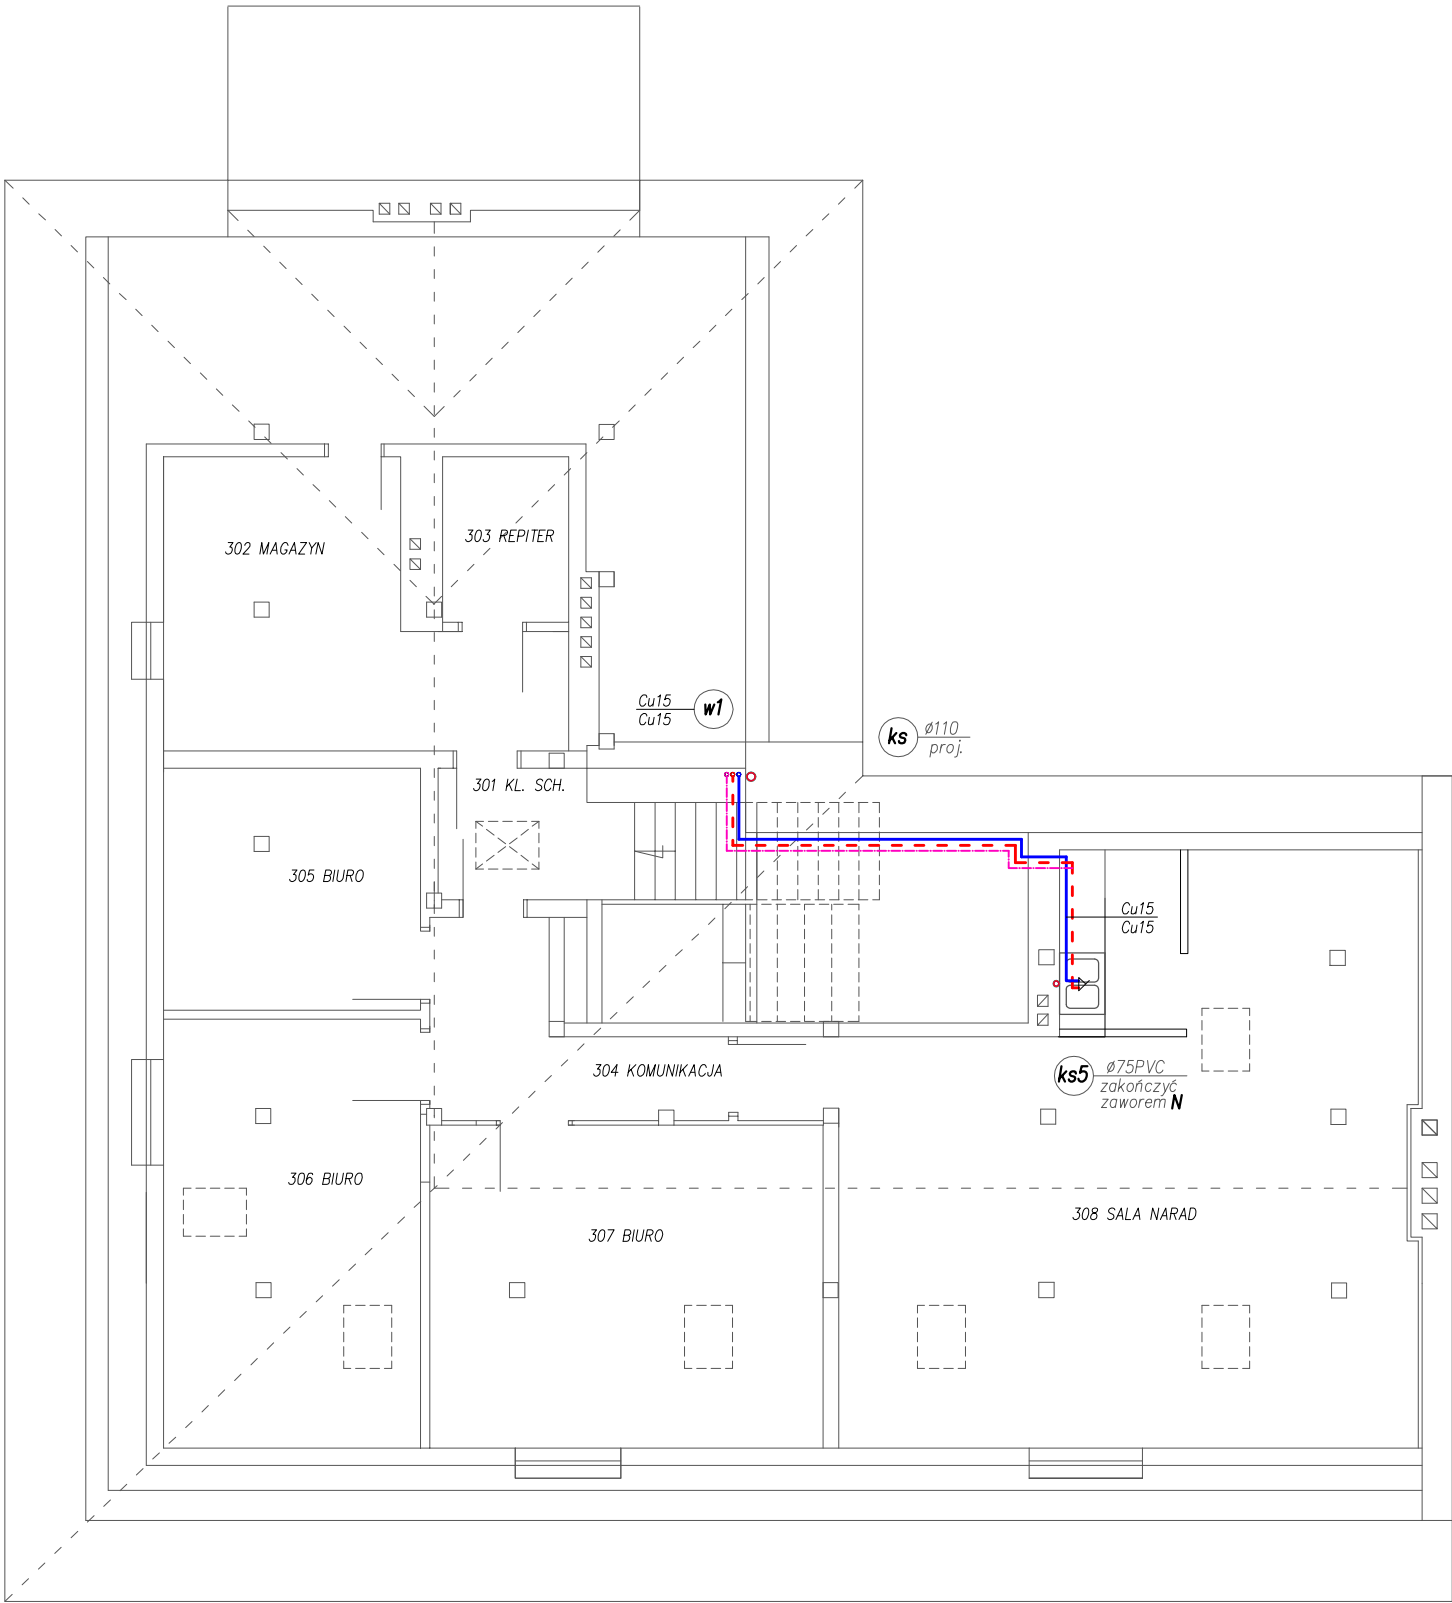 303 REPITER
302 MAGAZYN
Cu15
Cu15
w1
ks
ø110
proj.
301 KL. SCH.
305 BIURO
Cu15
Cu15
304 KOMUNIKACJA
ks5
ø75PVC
zakończyć
zaworem N
306 BIURO
307 BIURO
308 SALA NARAD